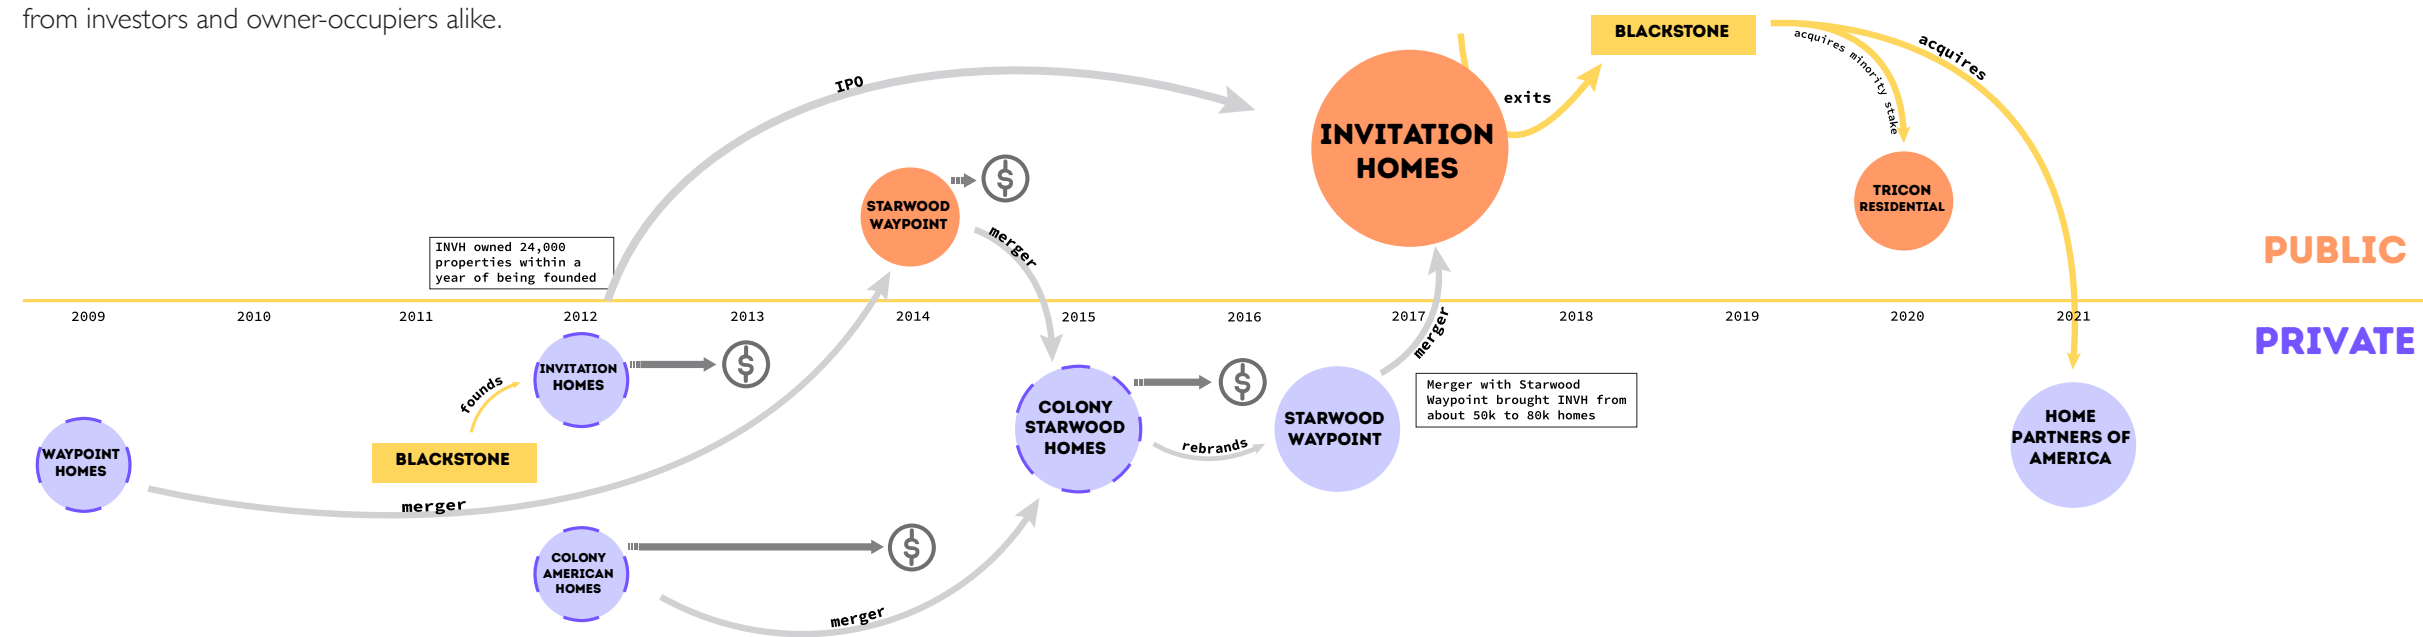 from investors and owner-occupiers alike.
BLACKSTONE
acquires minority stake
acquires
IPO
exits
INVITATION
HOMES
STARWOOD
WAYPOINT
merger
TRICON
RESIDENTIAL
INVH owned 24,000
properties within a
year of being founded
PUBLIC
2009 2010 2011 2012 2013 2014 2015 2016 2017 2018 2019 2020 2021
PRIVATE
INVITATION
HOMES
founds
BLACKSTONE
WAYPOINT
HOMES
merger
COLONY
STARWOOD
HOMES
rebrands
STARWOOD
WAYPOINT
merger
Merger with Starwood
Waypoint brought INVH from
about 50k to 80k homes
HOME
PARTNERS OF
AMERICA
COLONY
AMERICAN
HOMES
merger